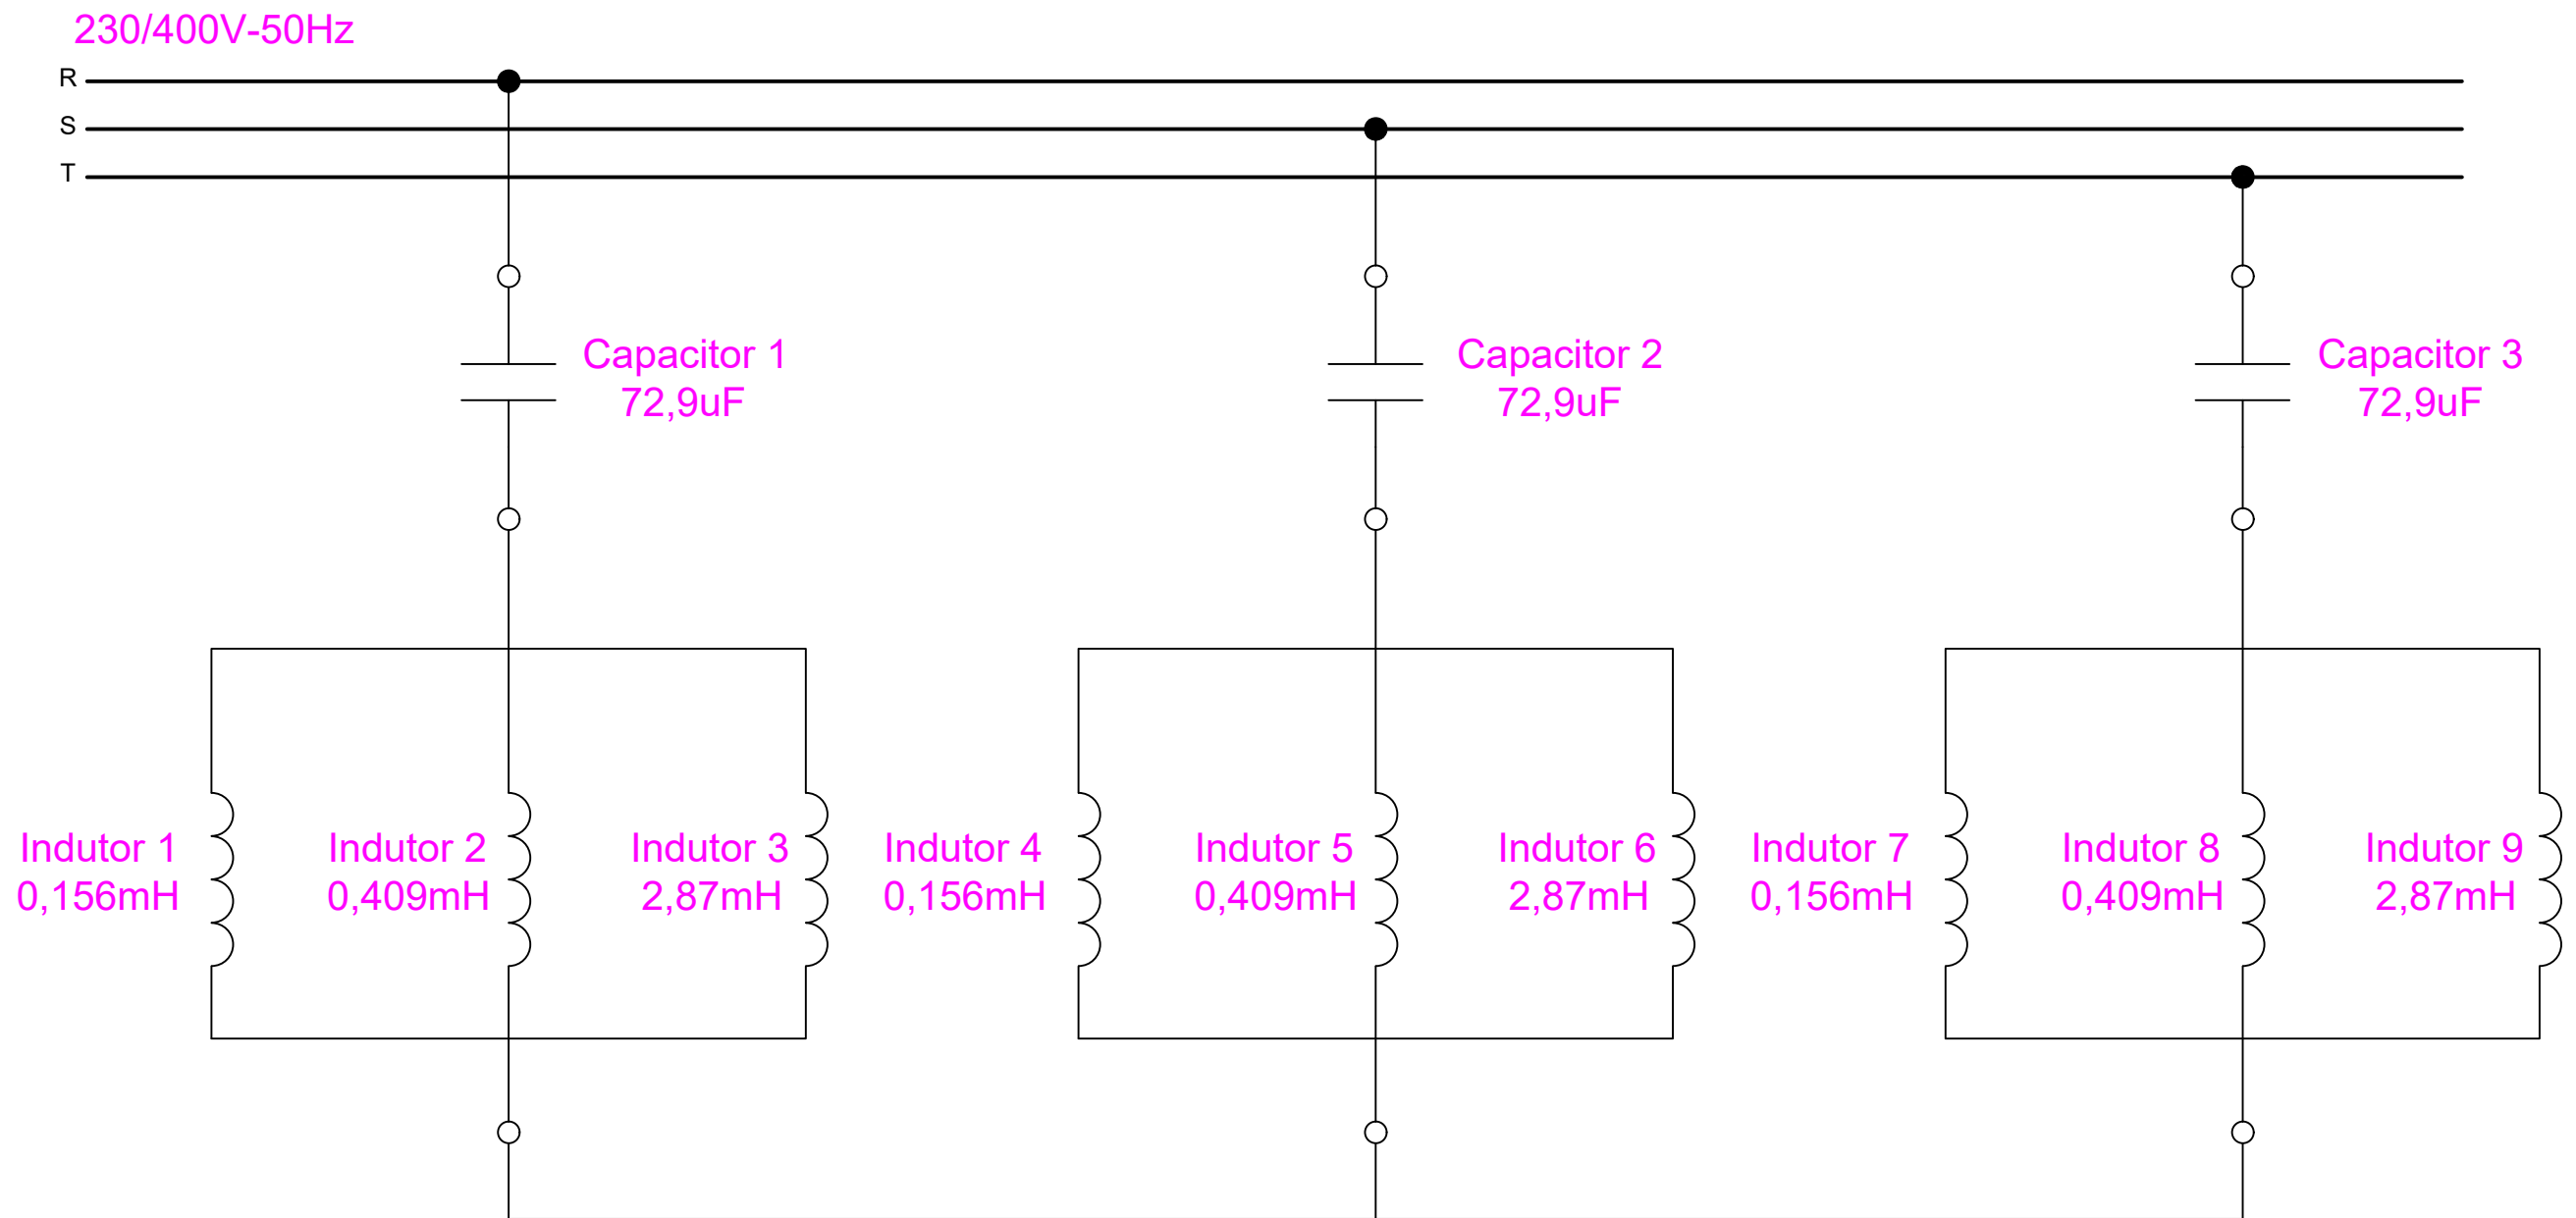 230/400V-50Hz
R
S
T
Capacitor 1
72,9uF
Capacitor 2
72,9uF
Capacitor 3
72,9uF
Indutor 1
0,156mH
Indutor 2
0,409mH
Indutor 3
2,87mH
Indutor 4
0,156mH
Indutor 5
0,409mH
Indutor 6
2,87mH
Indutor 7
0,156mH
Indutor 8
0,409mH
Indutor 9
2,87mH